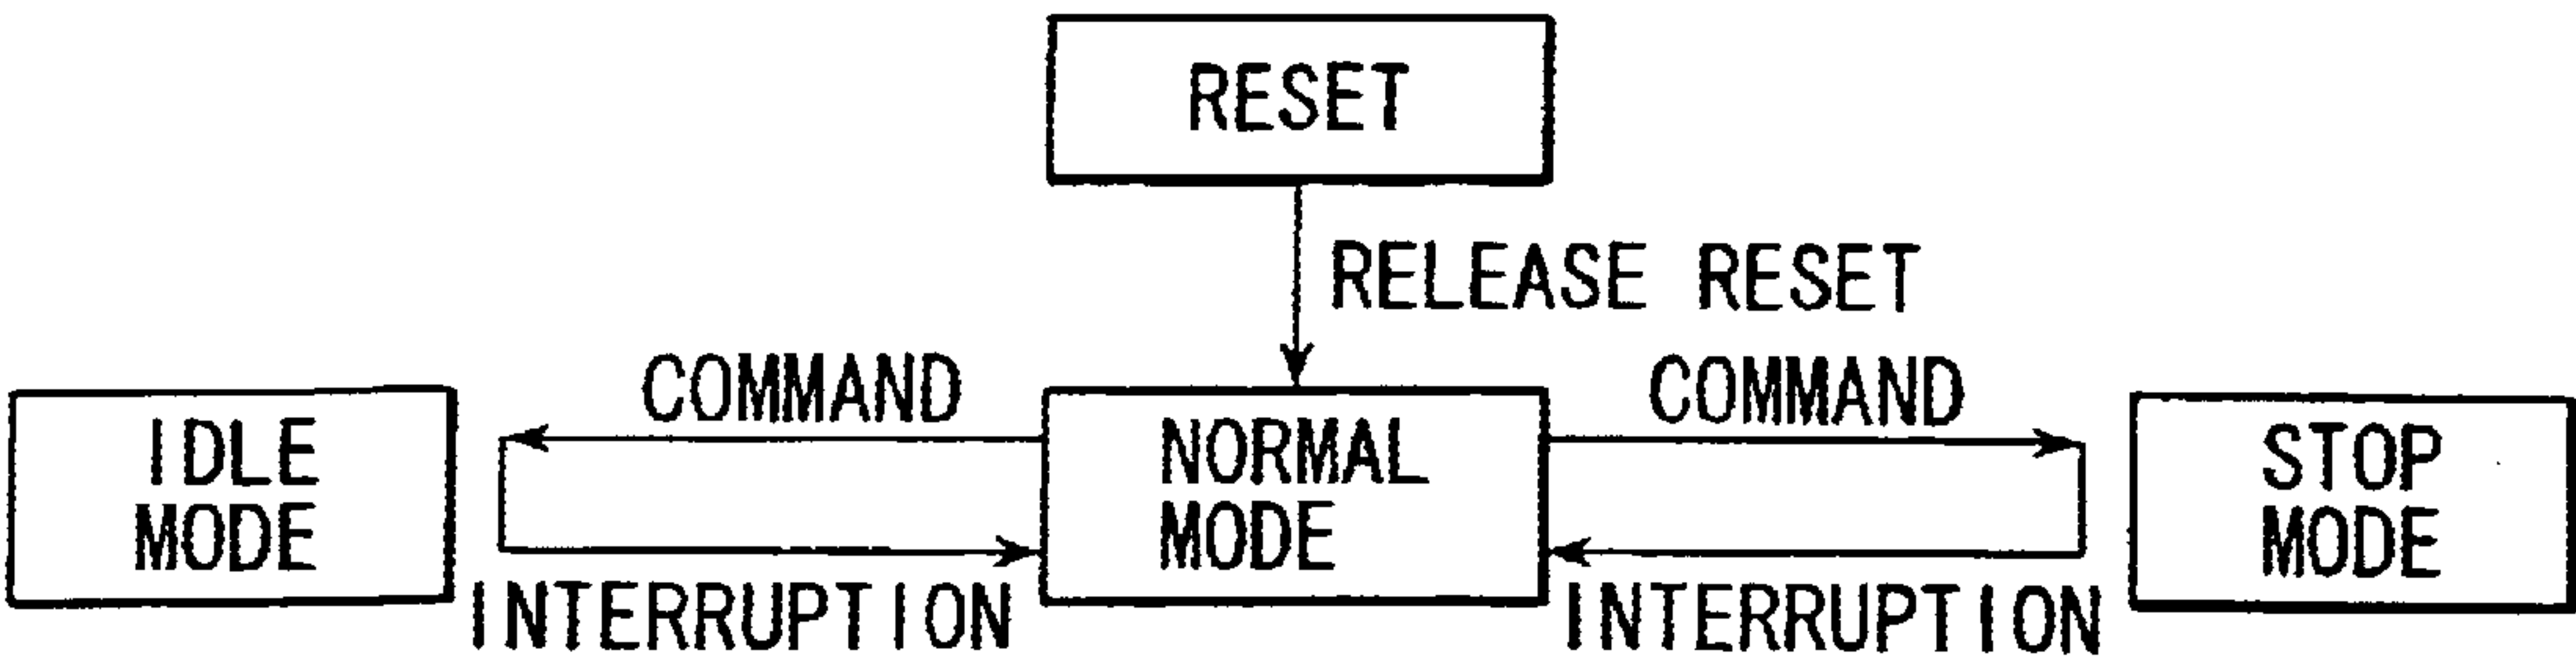 RESET
RELEASE RESET
COMMAND
COMMAND
IDLE
MODE
NORMAL
MODE
STOP
MODE
INTERRUPTION
INTERRUPTION